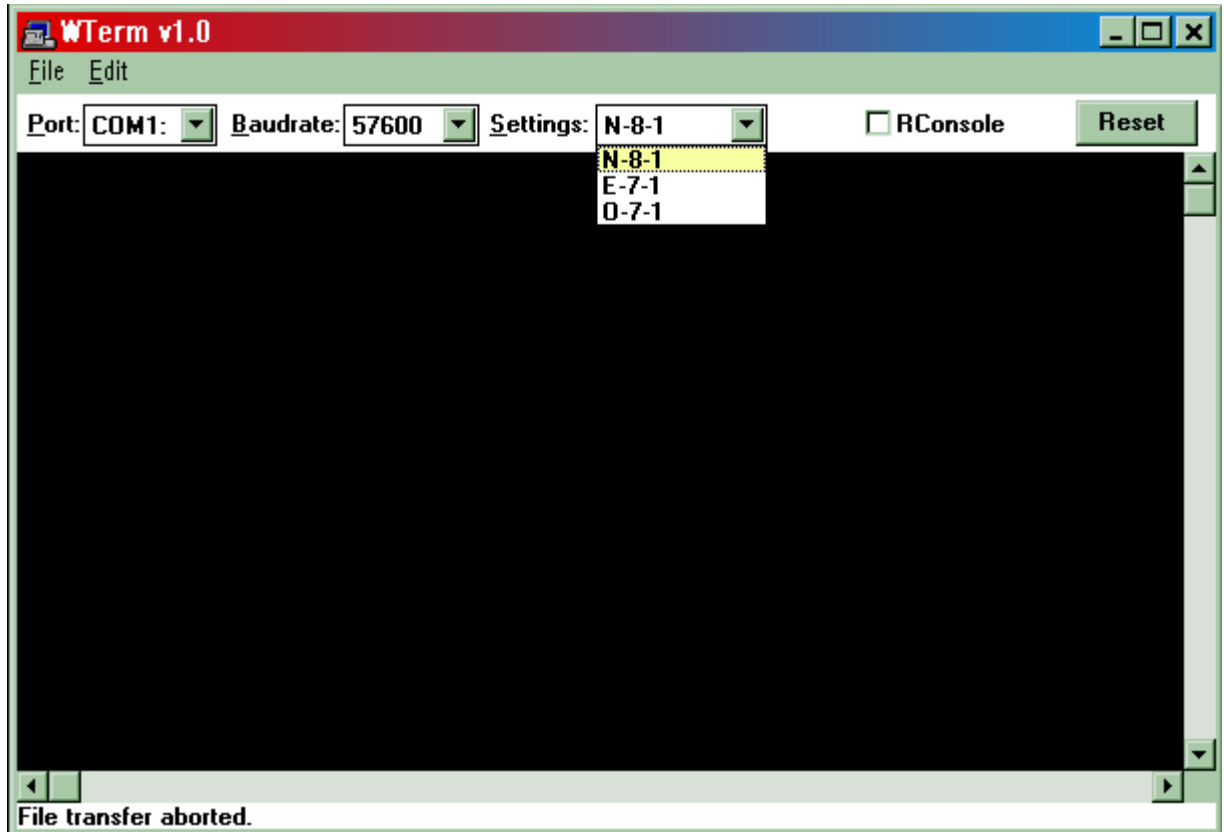 WTerm v1.0
File Edit
Port: COM1: Baudrate: 57600 Settings: N-8-1 RConsole Reset
N-8-1
E-7-1
O-7-1
File transfer aborted.